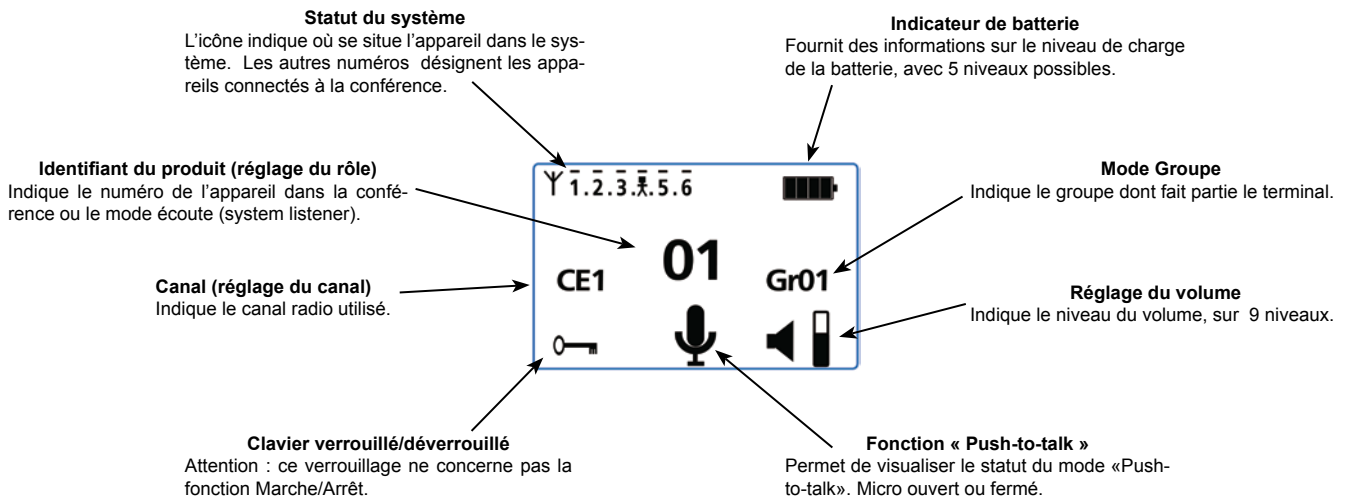 Statut du système
L’icône indique où se situe l’appareil dans le sys-
tème. Les autres numéros désignent les appa-
reils connectés à la conférence.
Indicateur de batterie
Fournit des informations sur le niveau de charge
de la batterie, avec 5 niveaux possibles.
Identifiant du produit (réglage du rôle)
Indique le numéro de l’appareil dans la confé-
rence ou le mode écoute (system listener).
Mode Groupe
Indique le groupe dont fait partie le terminal.
1.2.3.5.6
01
CE1
Gr01
Canal (réglage du canal)
Indique le canal radio utilisé.
Réglage du volume
Indique le niveau du volume, sur 9 niveaux.
Clavier verrouillé/déverrouillé
Attention : ce verrouillage ne concerne pas la
fonction Marche/Arrêt.
Fonction « Push-to-talk »
Permet de visualiser le statut du mode «Push-
to-talk». Micro ouvert ou fermé.